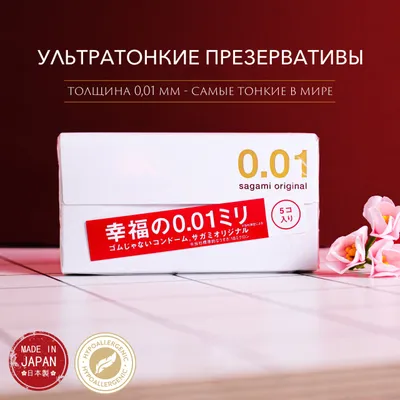 УЛЬТРАТОНКИЕ ПРЕЗЕРВАТИВЫ
ТОЛЩИНА 0,01 ММ - САМЫЕ ТОНКИЕ В МИРЕ
0.01
sagami original
5コ
入り
幸福の0.01ミリ
ゴムじゃないコンドーム、サガミオリジナル
MADE IN
JAPAN
日本製
HYPOALLERGENIC
HYPOALLERGENIC